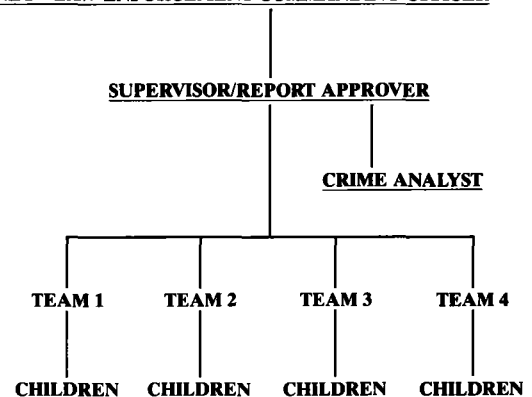 SUPERVISOR/REPORT APPROVER
CRIME ANALYST
TEAM 1 TEAM 2 TEAM 3 TEAM 4
CHILDREN CHILDREN CHILDREN CHILDREN